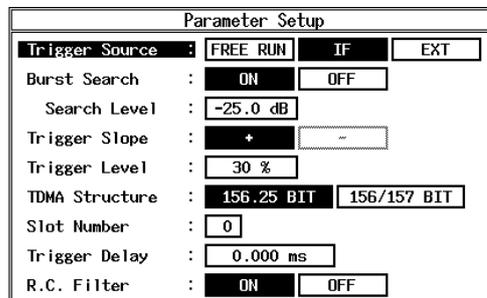 Parameter Setup
Trigger Source : FREE RUN IF EXT
Burst Search : ON OFF
Search Level : -25.0 dB
Trigger Slope : + -
Trigger Level : 30 %
TDMA Structure : 156.25 BIT 156/157 BIT
Slot Number : 0
Trigger Delay : 0.000 ms
R.C. Filter : ON OFF